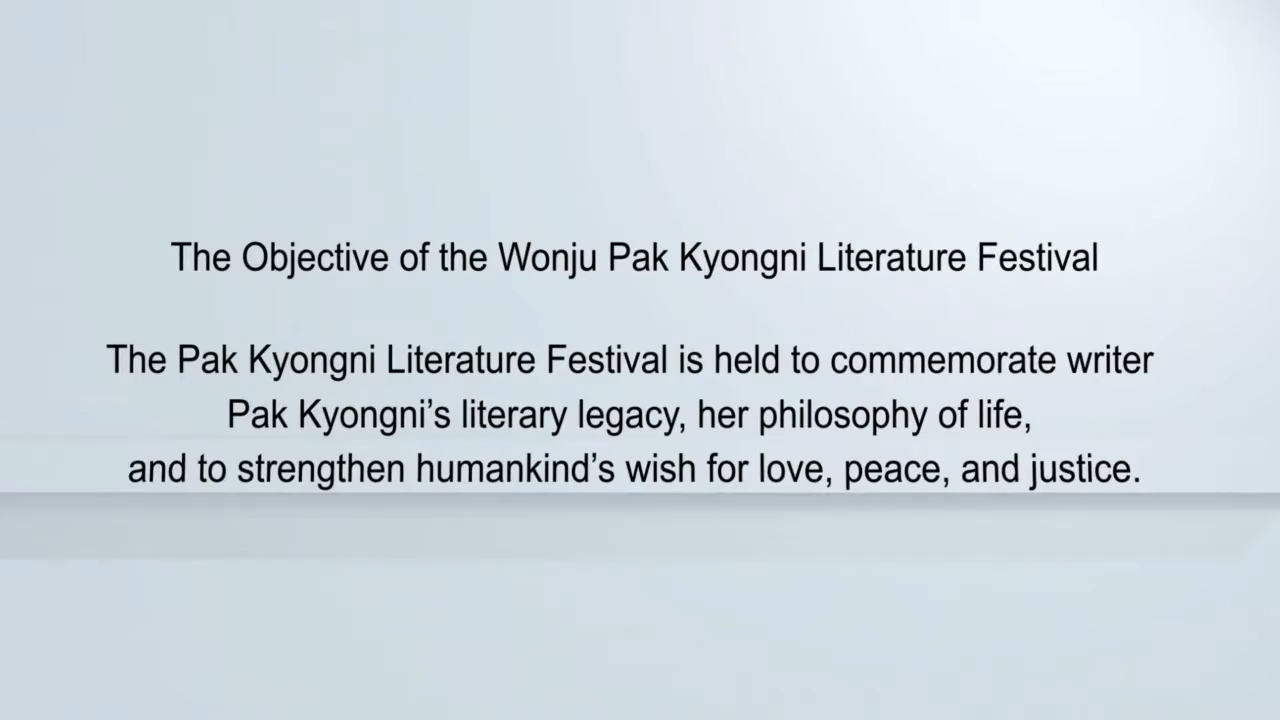 The Objective of the Wonju Pak Kyongni Literature Festival
The Pak Kyongni Literature Festival is held to commemorate writer
Pak Kyongni’s literary legacy, her philosophy of life,
and to strengthen humankind’s wish for love, peace, and justice.